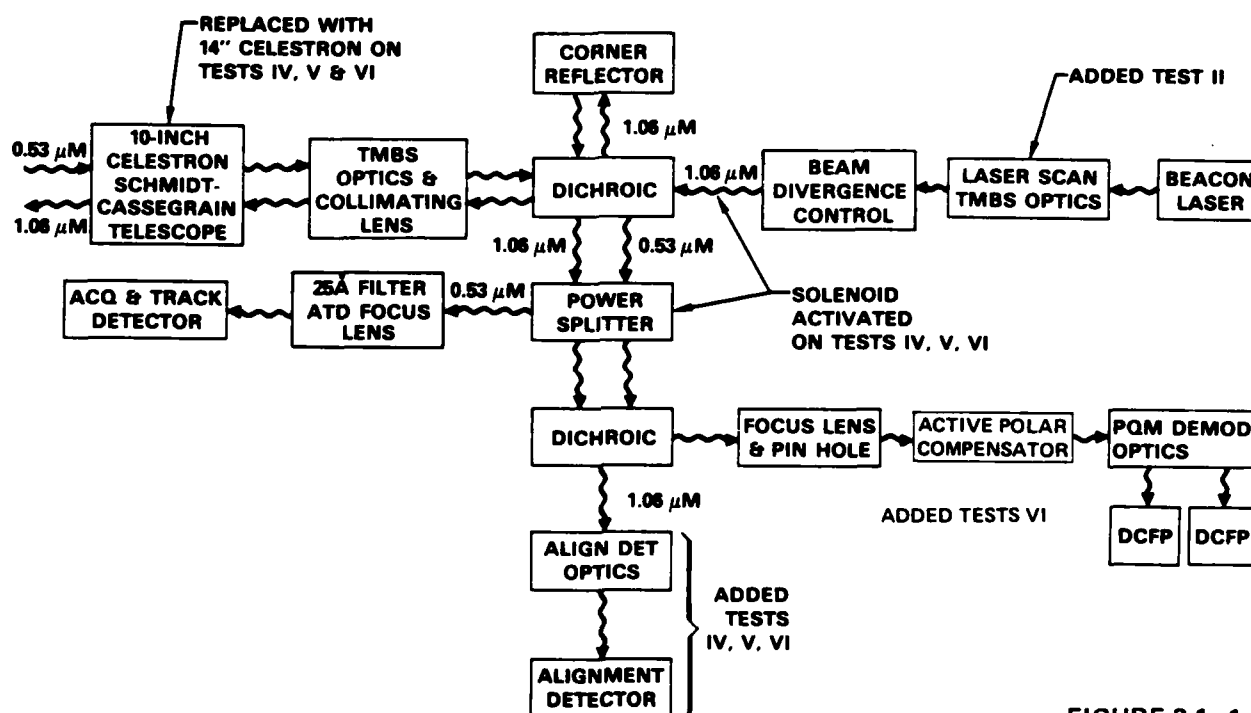 REPLACED WITH
14" CELESTRON ON
TESTS IV, V & VI
CORNER
REFLECTOR
ADDED TEST II
1.06 µM
0.53 µM
1.06 µM
10-INCH
CELESTRON
SCHMIDT-
CASSEGRAIN
TELESCOPE
TMBS
OPTICS &
COLLIMATING
LENS
DICHROIC
1.06 µM
BEAM
DIVERGENCE
CONTROL
LASER SCAN
TMBS OPTICS
BEACON
LASER
1.06 µM
0.53 µM
ACQ & TRACK
DETECTOR
25Å FILTER
ATD FOCUS
LENS
0.53 µM
POWER
SPLITTER
SOLENOID
ACTIVATED
ON TESTS IV, V, VI
DICHROIC
FOCUS LENS
& PIN HOLE
ACTIVE POLAR
COMPENSATOR
PQM DEMOD
OPTICS
1.06 µM
ADDED TESTS VI
DCFP
DCFP
ALIGN DET
OPTICS
ADDED
TESTS
IV, V, VI
ALIGNMENT
DETECTOR